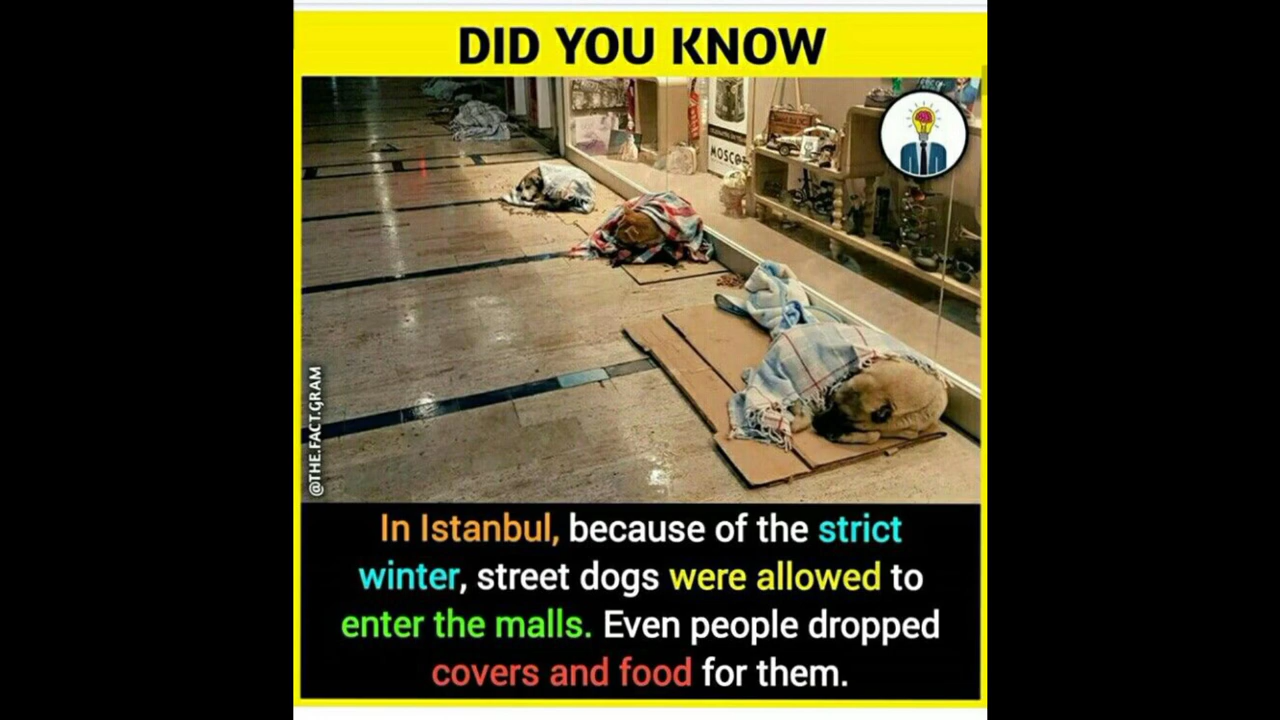 DID YOU KNOW
MOSCO
@THE.FACT.GRAM
In Istanbul, because of the strict
winter, street dogs were allowed to
enter the malls. Even people dropped
covers and food for them.